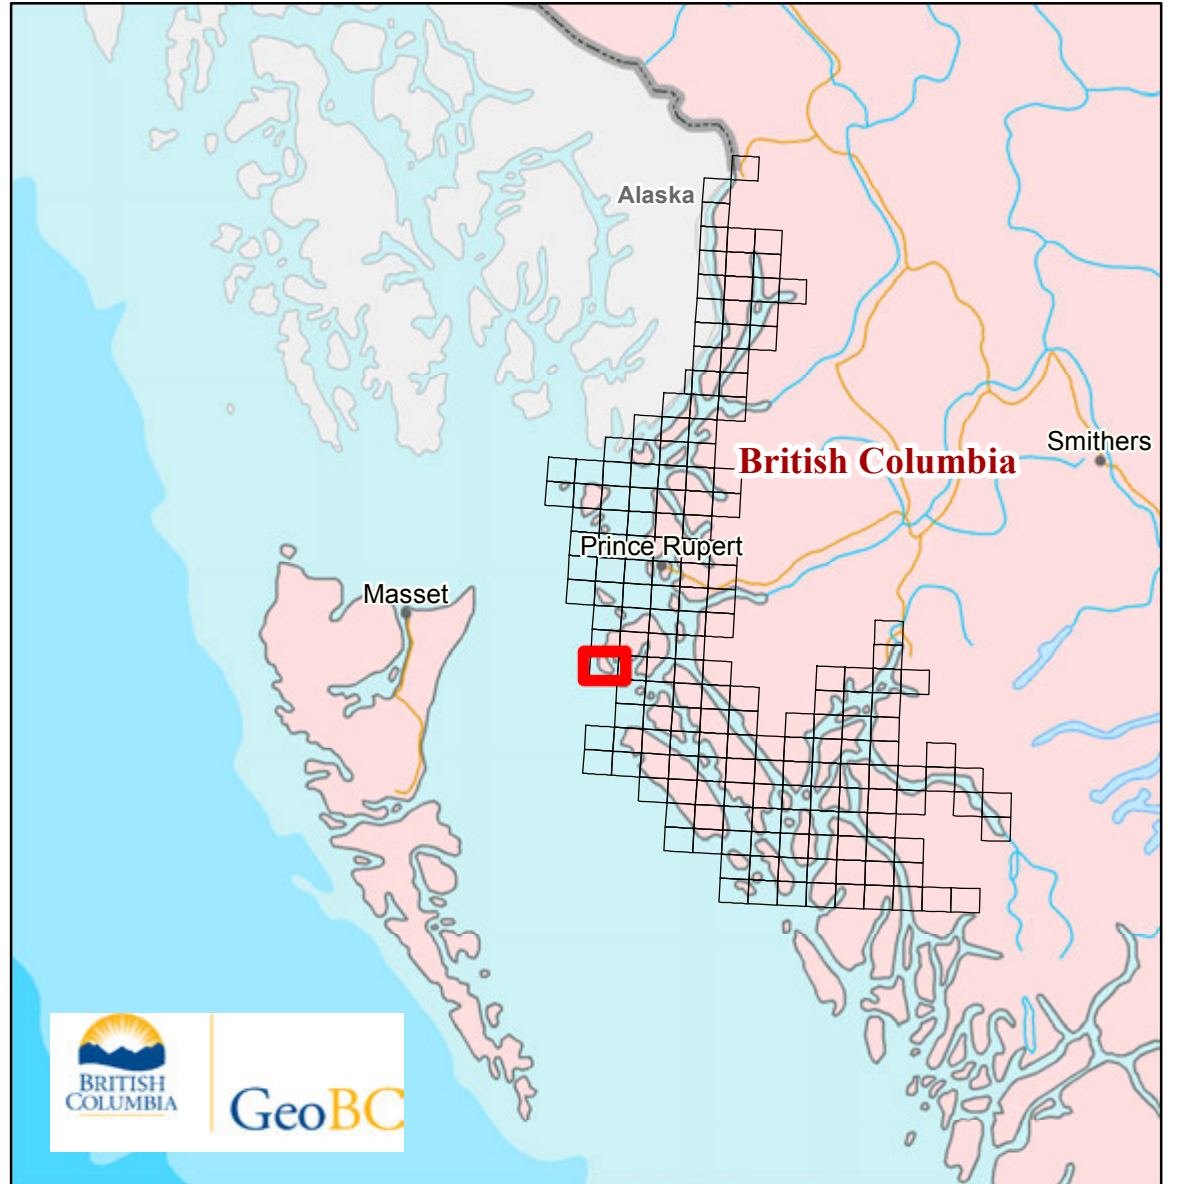 Alaska
British Columbia
Smithers
Prince Rupert
Masset
BRITISH
COLUMBIA
GeoBC